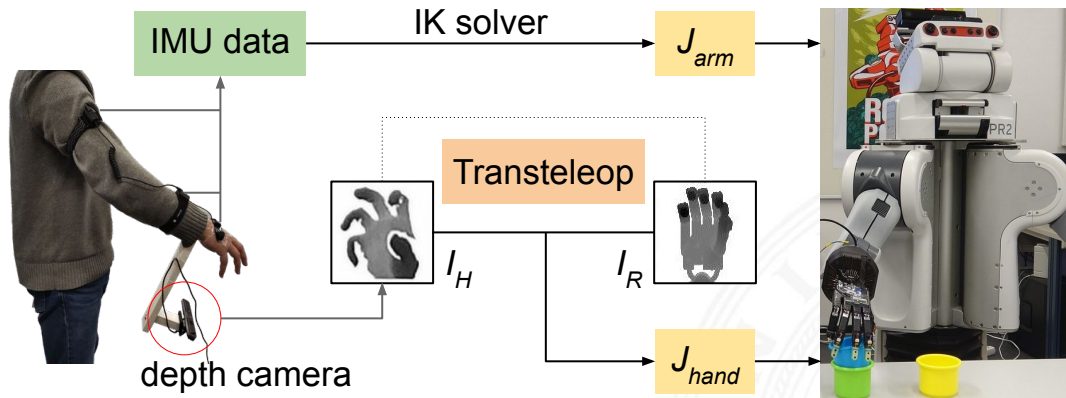 IMU data
IK solver
J_arm
Transteleop
I_H
I_R
depth camera
J_hand
PR2